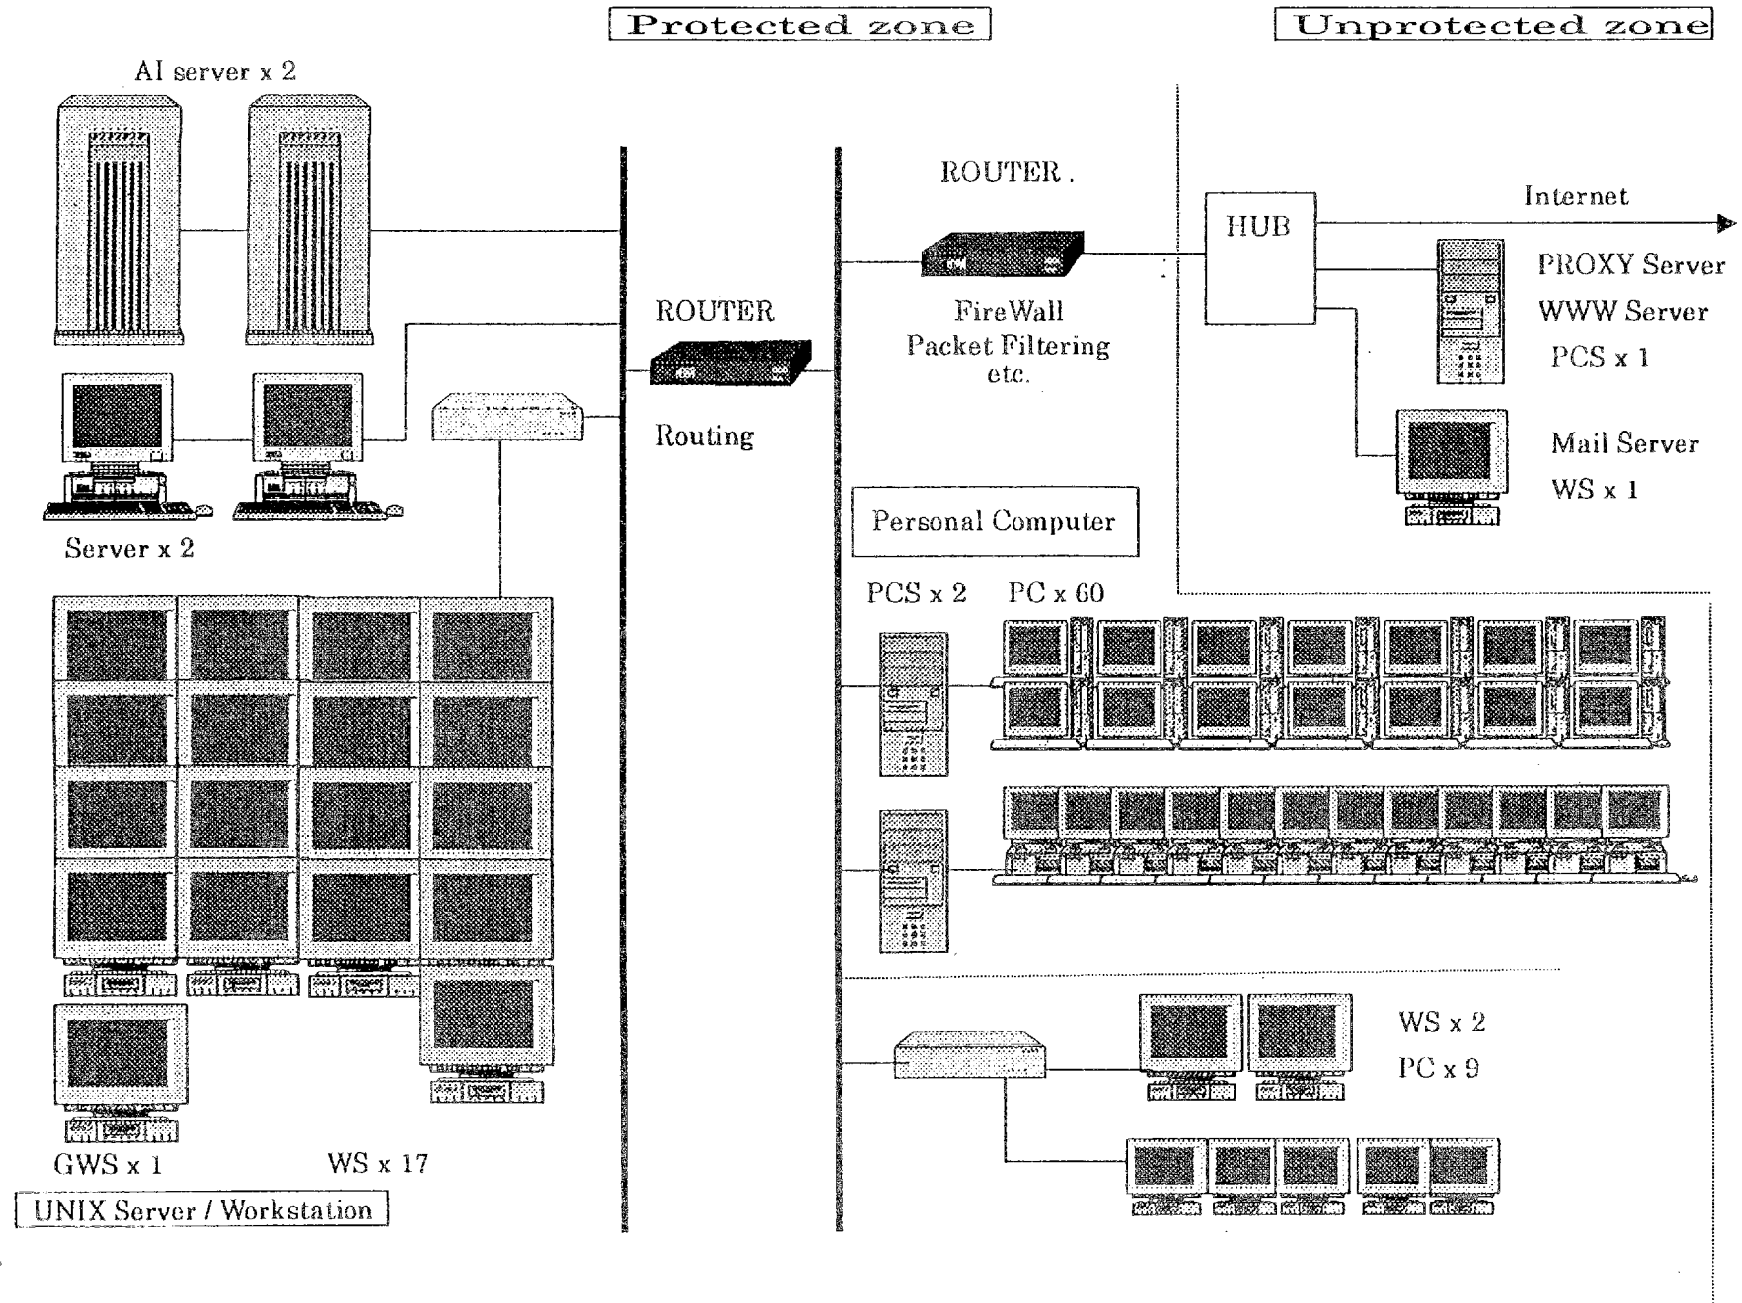 Protected zone
Unprotected zone
AI server x 2
ROUTER .
Internet
HUB
PROXY Server
WWW Server
PCS x 1
FireWall
Packet Filtering
etc.
ROUTER
Routing
Mail Server
WS x 1
Server x 2
Personal Computer
PCS x 2
PC x 60
WS x 2
PC x 9
GWS x 1
WS x 17
UNIX Server / Workstation